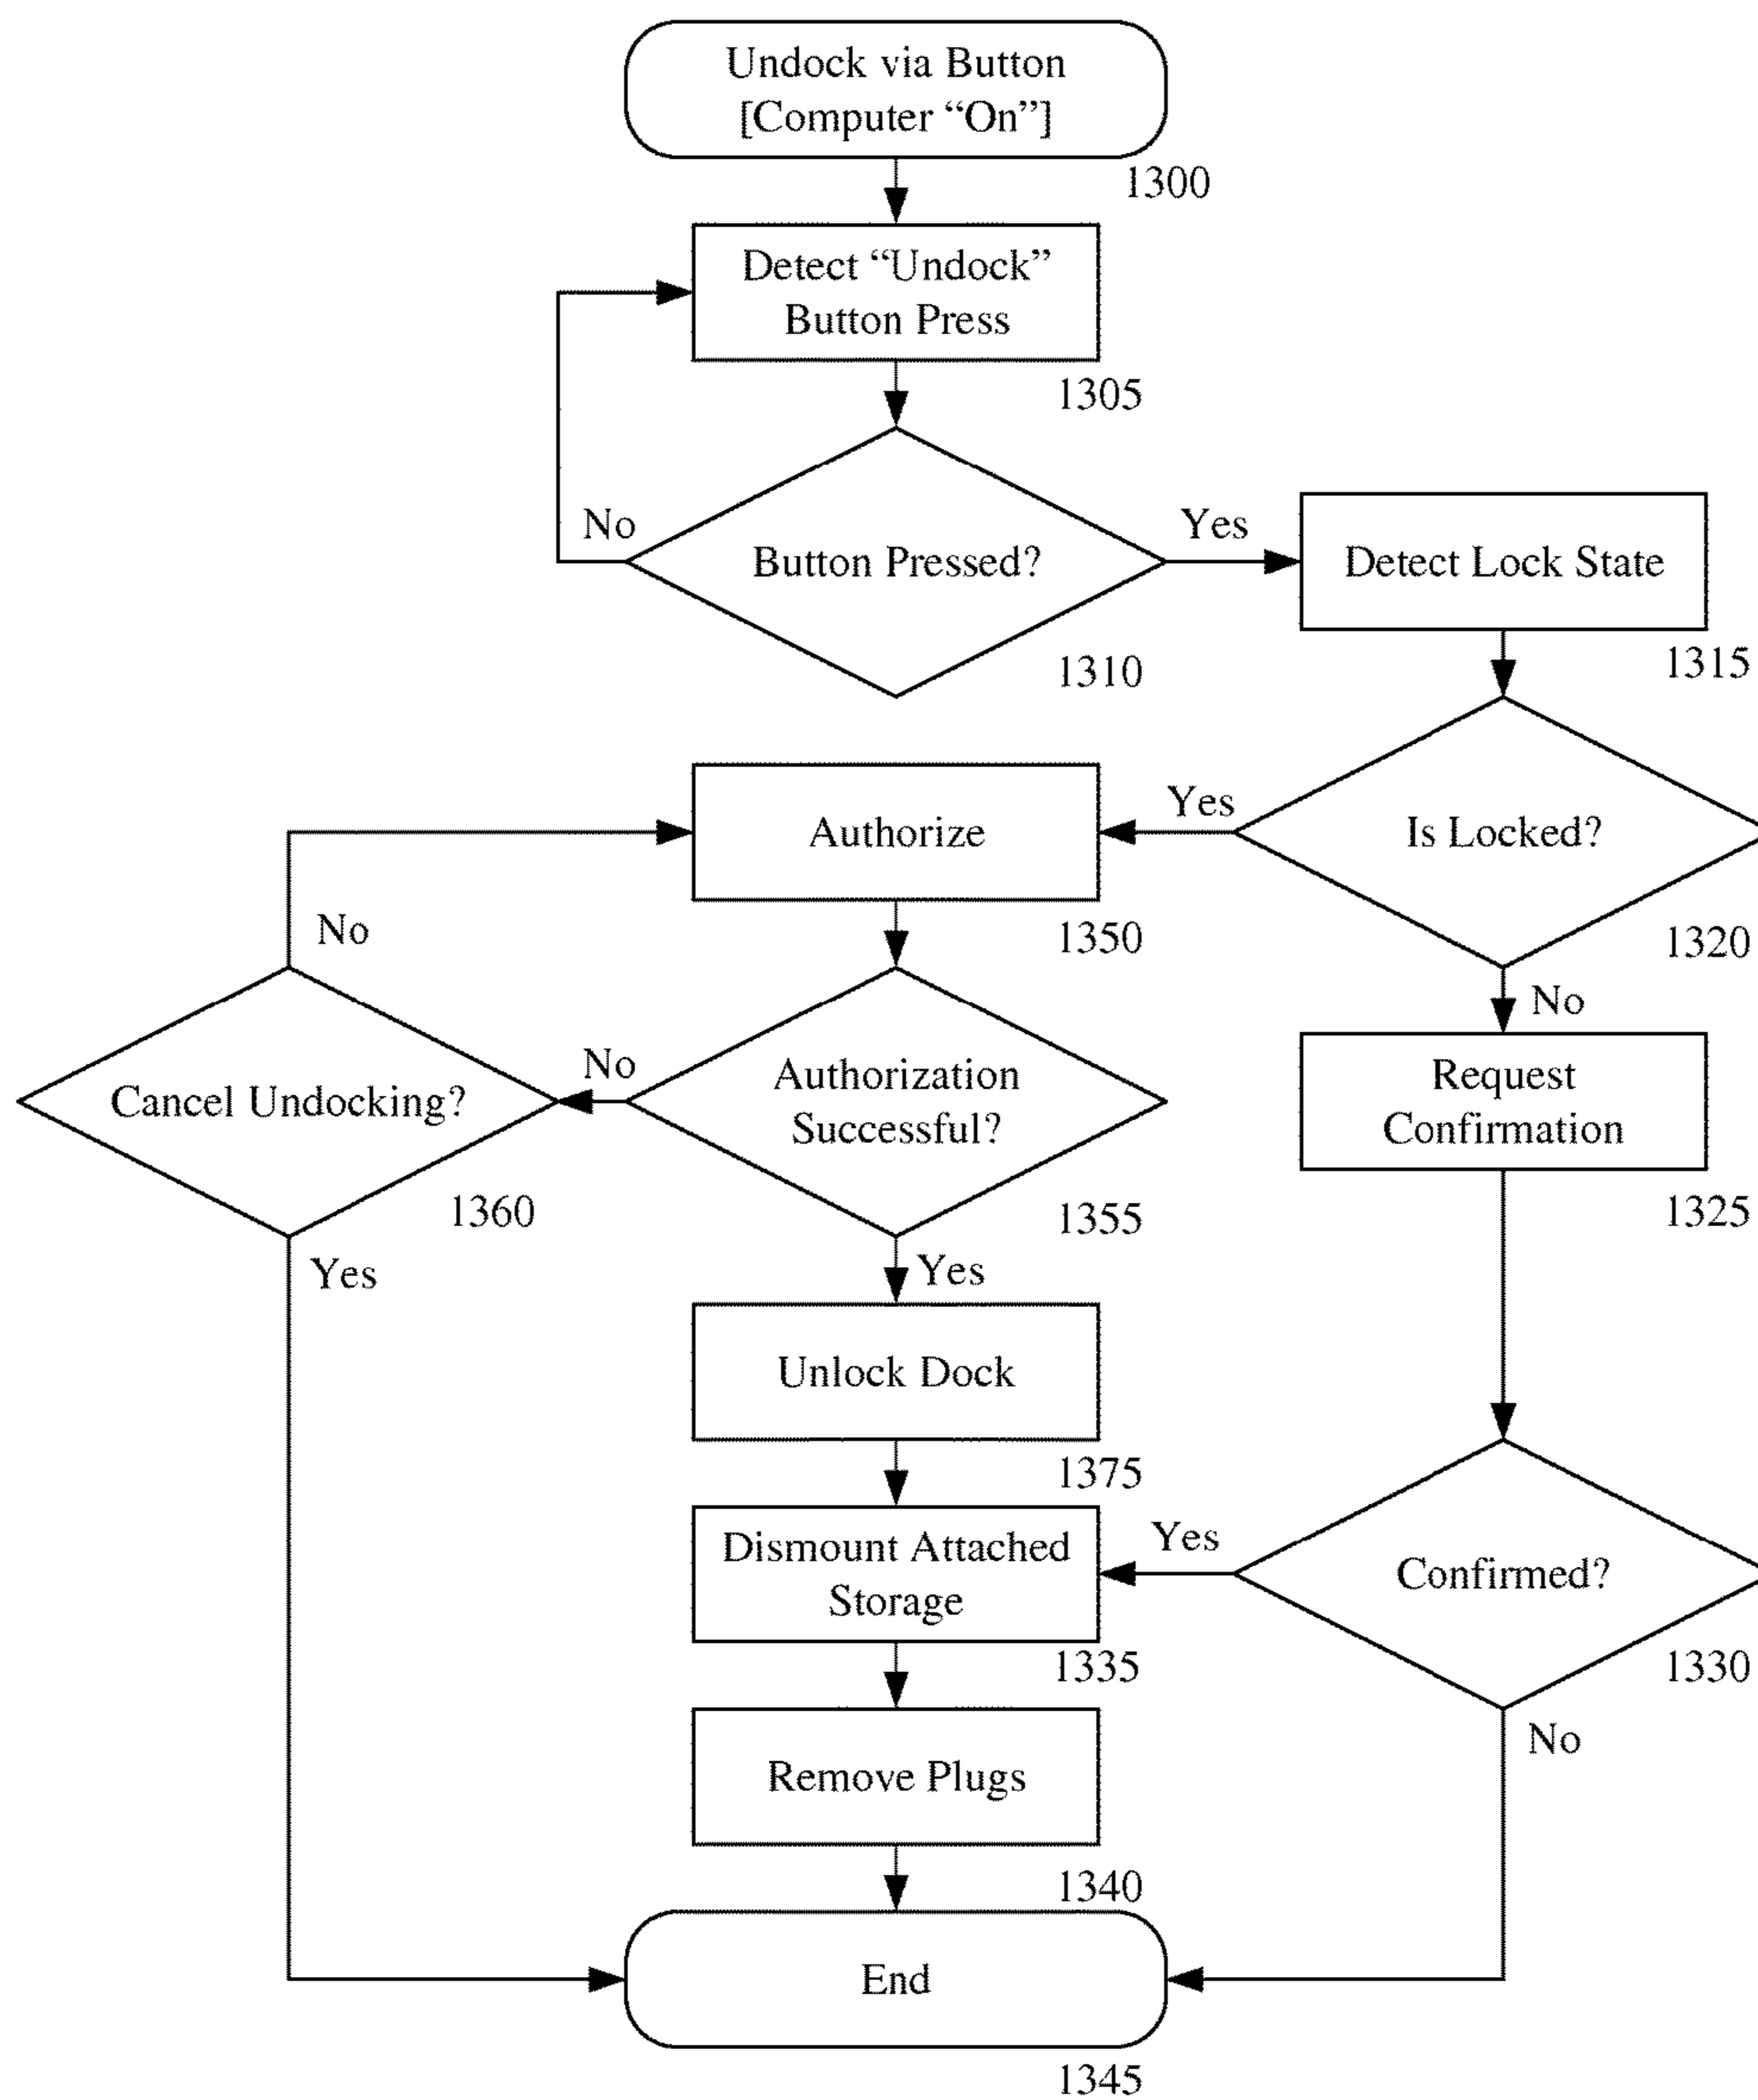 Undock via Button
[Computer “On”]
1300
Detect “Undock”
Button Press
1305
No
Button Pressed?
Yes
1310
Detect Lock State
1315
Is Locked?
Yes
1320
No
Authorize
1350
No
Cancel Undocking?
No
1360
Yes
Authorization
Successful?
1355
Yes
Request
Confirmation
1325
Unlock Dock
1375
Dismount Attached
Storage
1335
Yes
Confirmed?
1330
No
Remove Plugs
1340
End
1345